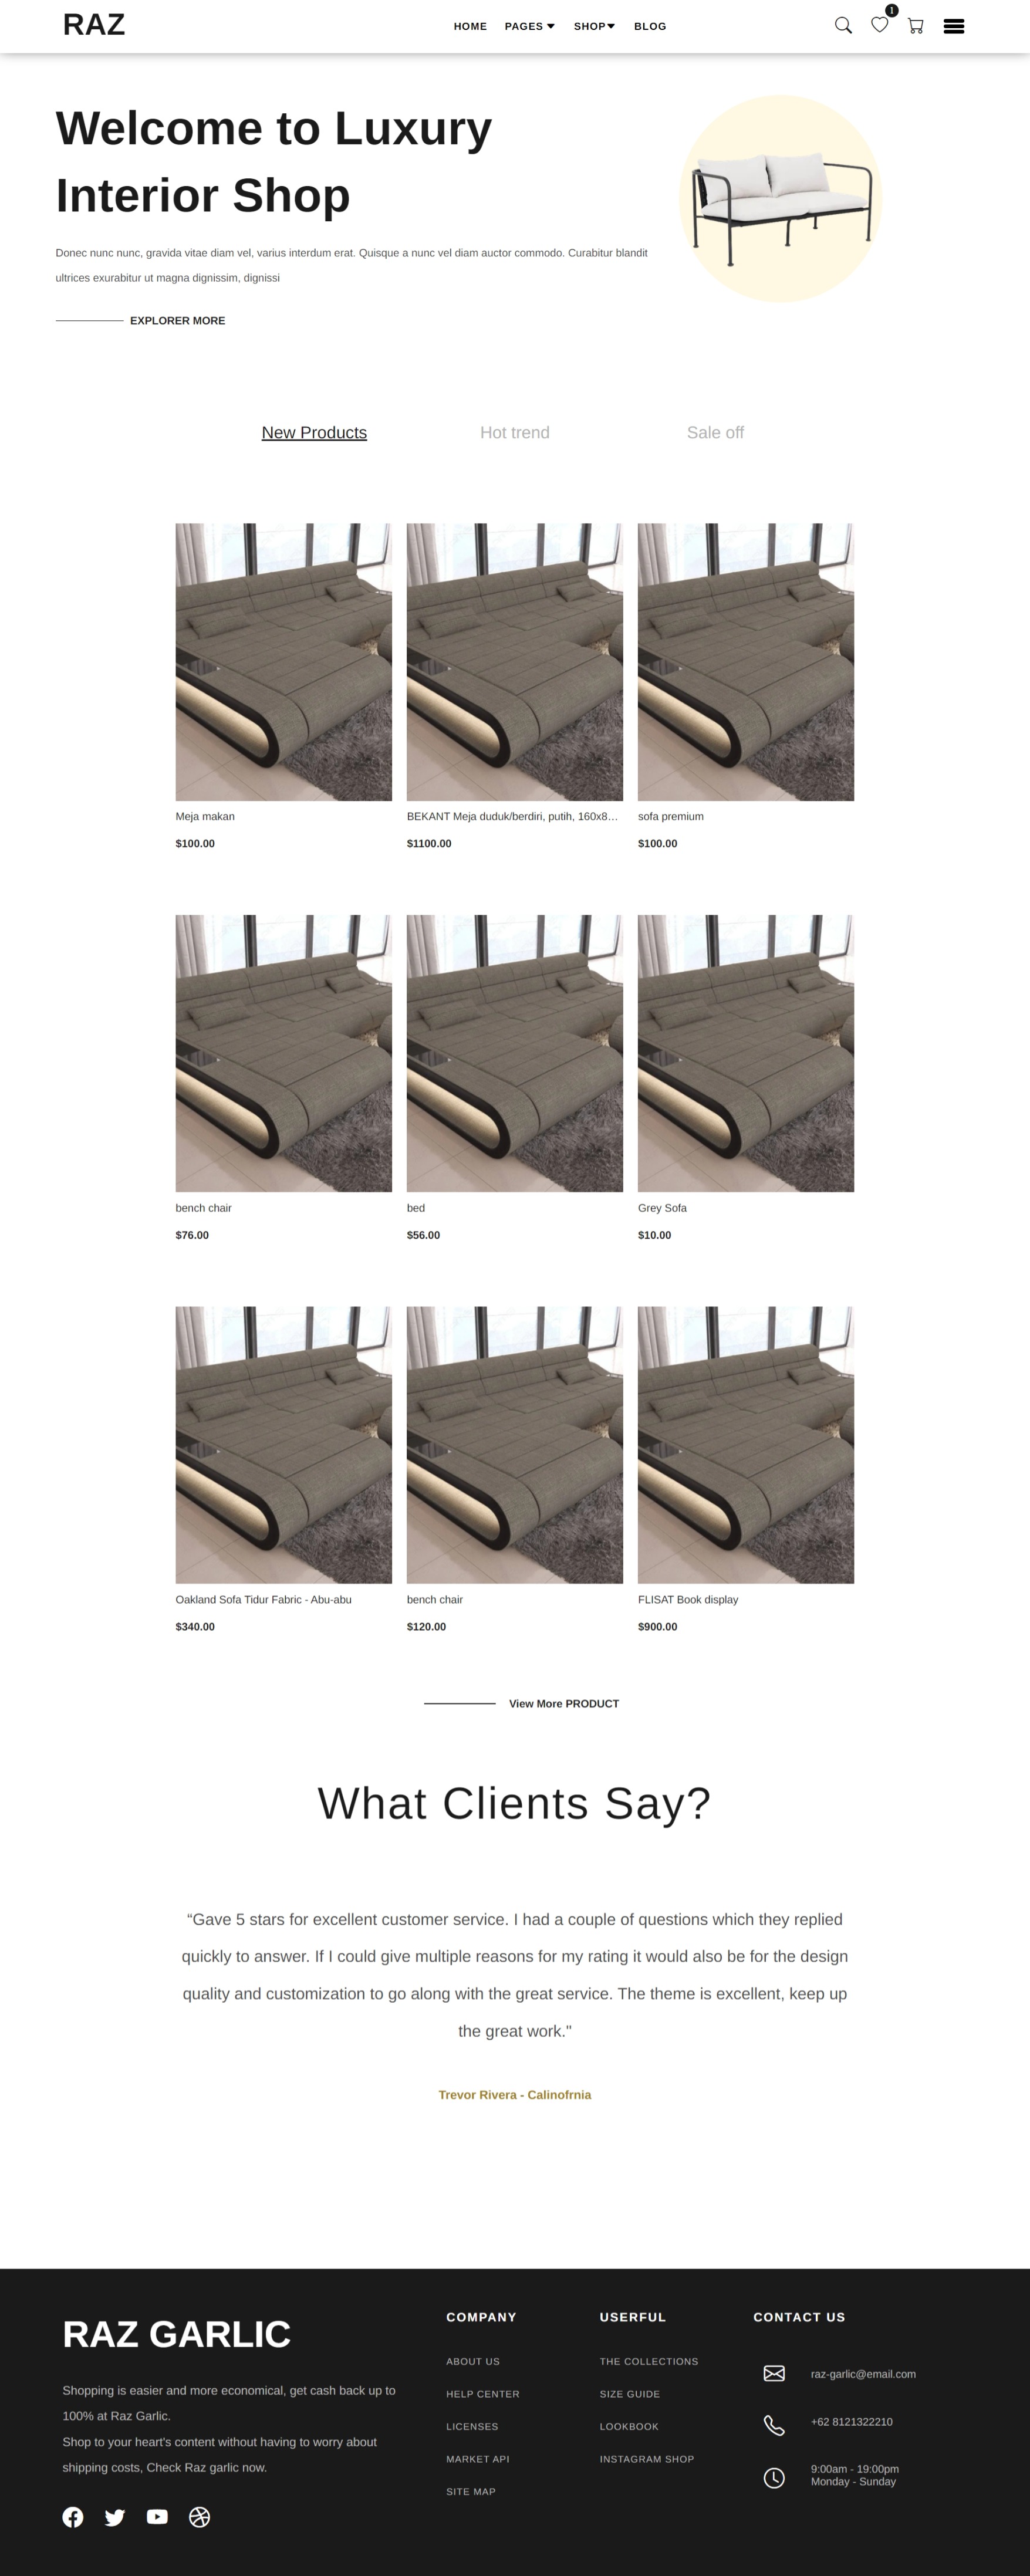 RAZ
HOME PAGES SHOP BLOG
1
Welcome to Luxury
Interior Shop
Donec nunc nunc, gravida vitae diam vel, varius interdum erat. Quisque a nunc vel diam auctor commodo. Curabitur blandit
ultrices exurabitur ut magna dignissim, dignissi
EXPLORER MORE
New Products Hot trend Sale off
Meja makan BEKANT Meja duduk/berdiri, putih, 160x8... sofa premium
$100.00 $1100.00 $100.00
bench chair bed Grey Sofa
$76.00 $56.00 $10.00
Oakland Sofa Tidur Fabric - Abu-abu bench chair FLISAT Book display
$340.00 $120.00 $900.00
View More PRODUCT
What Clients Say?
“Gave 5 stars for excellent customer service. I had a couple of questions which they replied
quickly to answer. If I could give multiple reasons for my rating it would also be for the design
quality and customization to go along with the great service. The theme is excellent, keep up
the great work."
Trevor Rivera - Calinofrnia
RAZ GARLIC
Shopping is easier and more economical, get cash back up to
100% at Raz Garlic.
Shop to your heart's content without having to worry about
shipping costs, Check Raz garlic now.
COMPANY
ABOUT US
HELP CENTER
LICENSES
MARKET API
SITE MAP
USERFUL
THE COLLECTIONS
SIZE GUIDE
LOOKBOOK
INSTAGRAM SHOP
CONTACT US
raz-garlic@email.com
+62 8121322210
9:00am - 19:00pm
Monday - Sunday